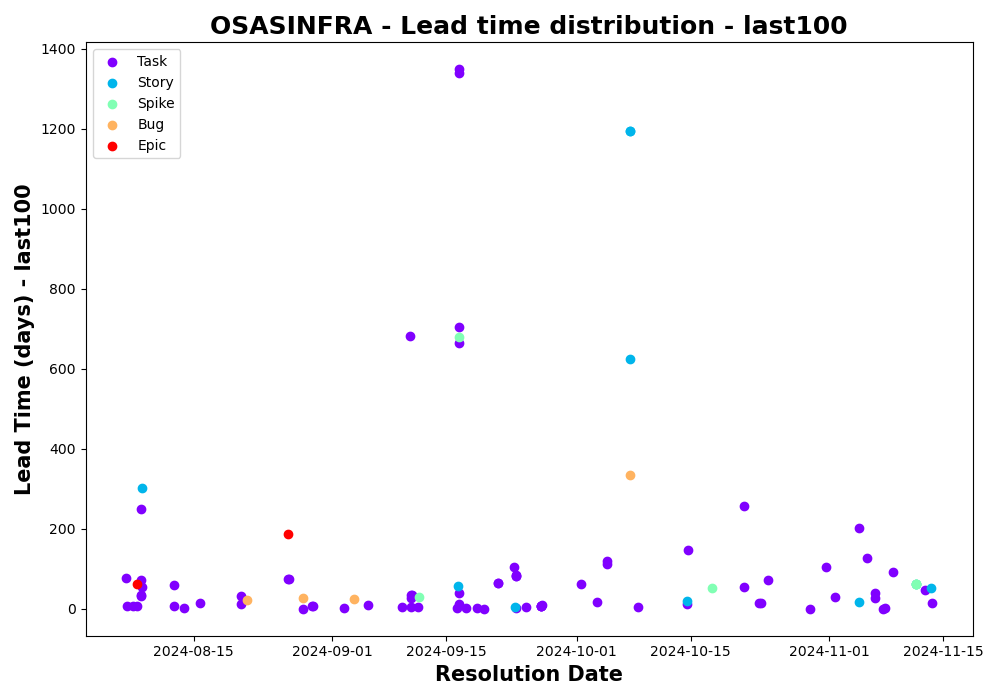 OSASINFRA - Lead time distribution - last100
Lead Time (days) - last100
1400
1200
1000
800
600
400
200
0
Task
Story
Spike
Bug
Epic
2024-08-15 2024-09-01 2024-09-15 2024-10-01 2024-10-15 2024-11-01 2024-11-15
Resolution Date